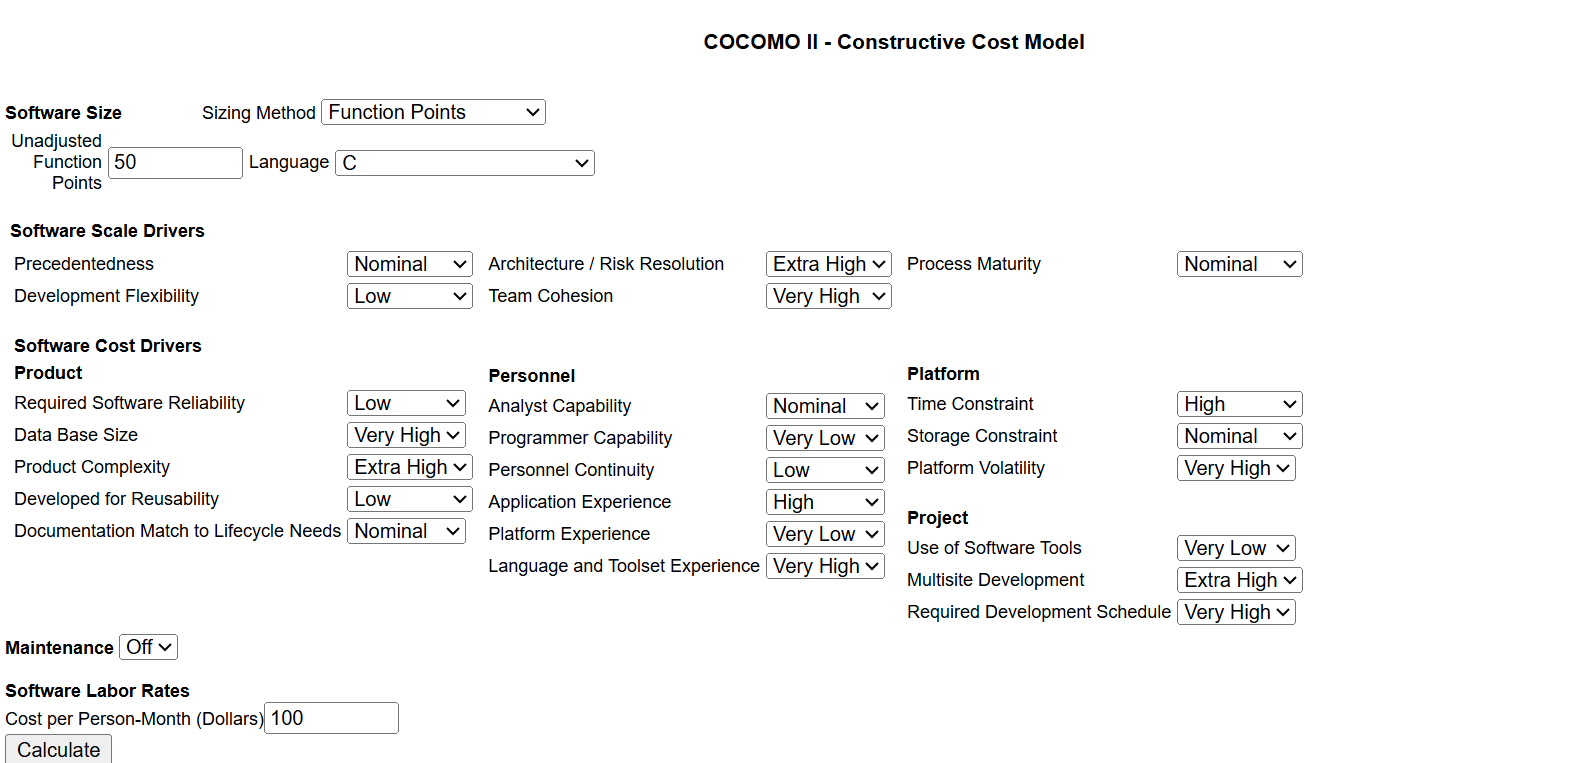 COCOMO II - Constructive Cost Model
Software Size Sizing Method Function Points
Unadjusted
Function
Points 50 Language C
Software Scale Drivers
Precedentedness Nominal Architecture / Risk Resolution Extra High Process Maturity Nominal
Development Flexibility Low Team Cohesion Very High
Software Cost Drivers
Product Personnel Platform
Required Software Reliability Low Analyst Capability Nominal Time Constraint High
Data Base Size Very High Programmer Capability Very Low Storage Constraint Nominal
Product Complexity Extra High Personnel Continuity Low Platform Volatility Very High
Developed for Reusability Low Application Experience High
Project
Documentation Match to Lifecycle Needs Nominal Platform Experience Very Low Use of Software Tools Very Low
Language and Toolset Experience Very High Multisite Development Extra High
Required Development Schedule Very High
Maintenance Off
Software Labor Rates
Cost per Person-Month (Dollars) 100
Calculate